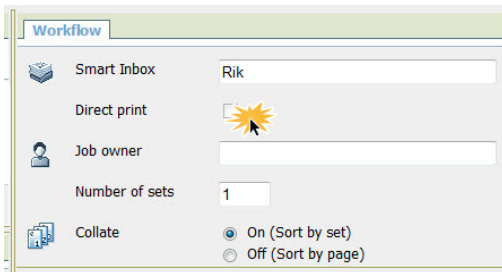 Workflow
Smart Inbox Rik
Direct print
Job owner
Number of sets 1
Collate On (Sort by set)
Off (Sort by page)